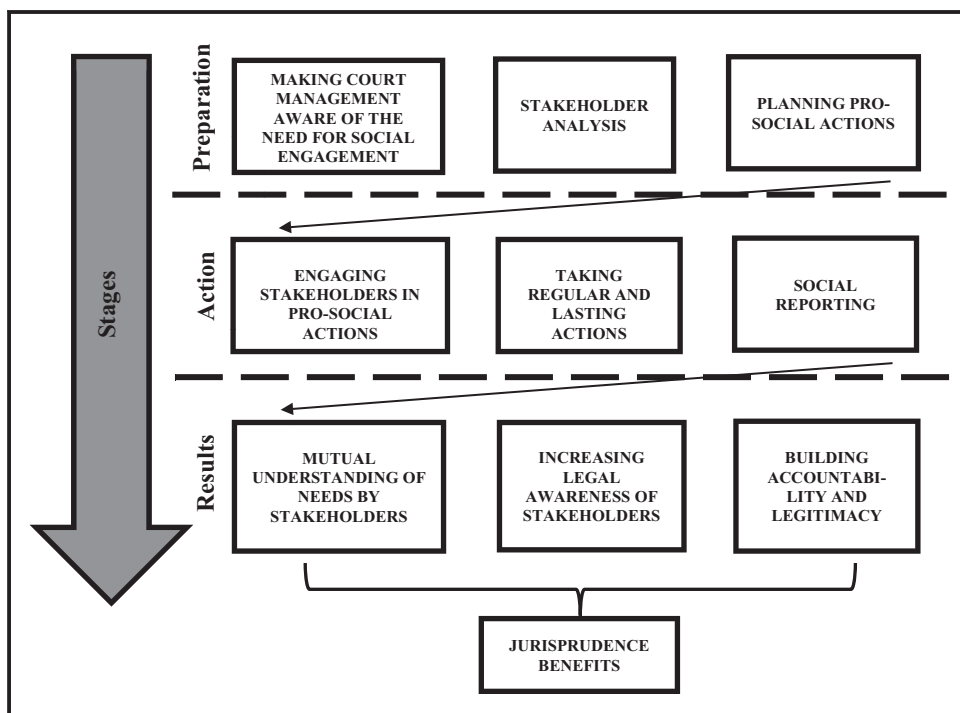 Stages
Preparation
MAKING COURT
MANAGEMENT
AWARE OF THE
NEED FOR SOCIAL
ENGAGEMENT
STAKEHOLDER
ANALYSIS
PLANNING PRO-
SOCIAL ACTIONS
Action
ENGAGING
STAKEHOLDERS IN
PRO-SOCIAL
ACTIONS
TAKING
REGULAR AND
LASTING
ACTIONS
SOCIAL
REPORTING
Results
MUTUAL
UNDERSTANDING OF
NEEDS BY
STAKEHOLDERS
INCREASING
LEGAL
AWARENESS OF
STAKEHOLDERS
BUILDING
ACCOUNTABI-
LITY AND
LEGITIMACY
JURISPRUDENCE
BENEFITS